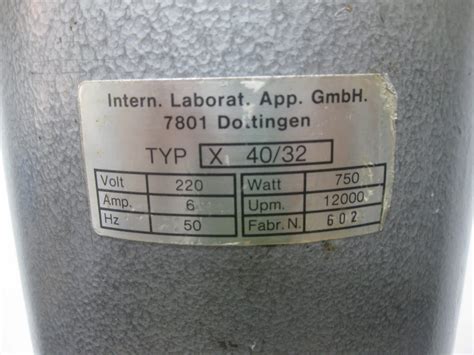 Intern. Laborat. App. GmbH.
7801 Dottingen
TYP X 40/32
Volt 220 Watt 750
Amp. 6 Upm. 12000
Hz 50 Fabr. N. 602